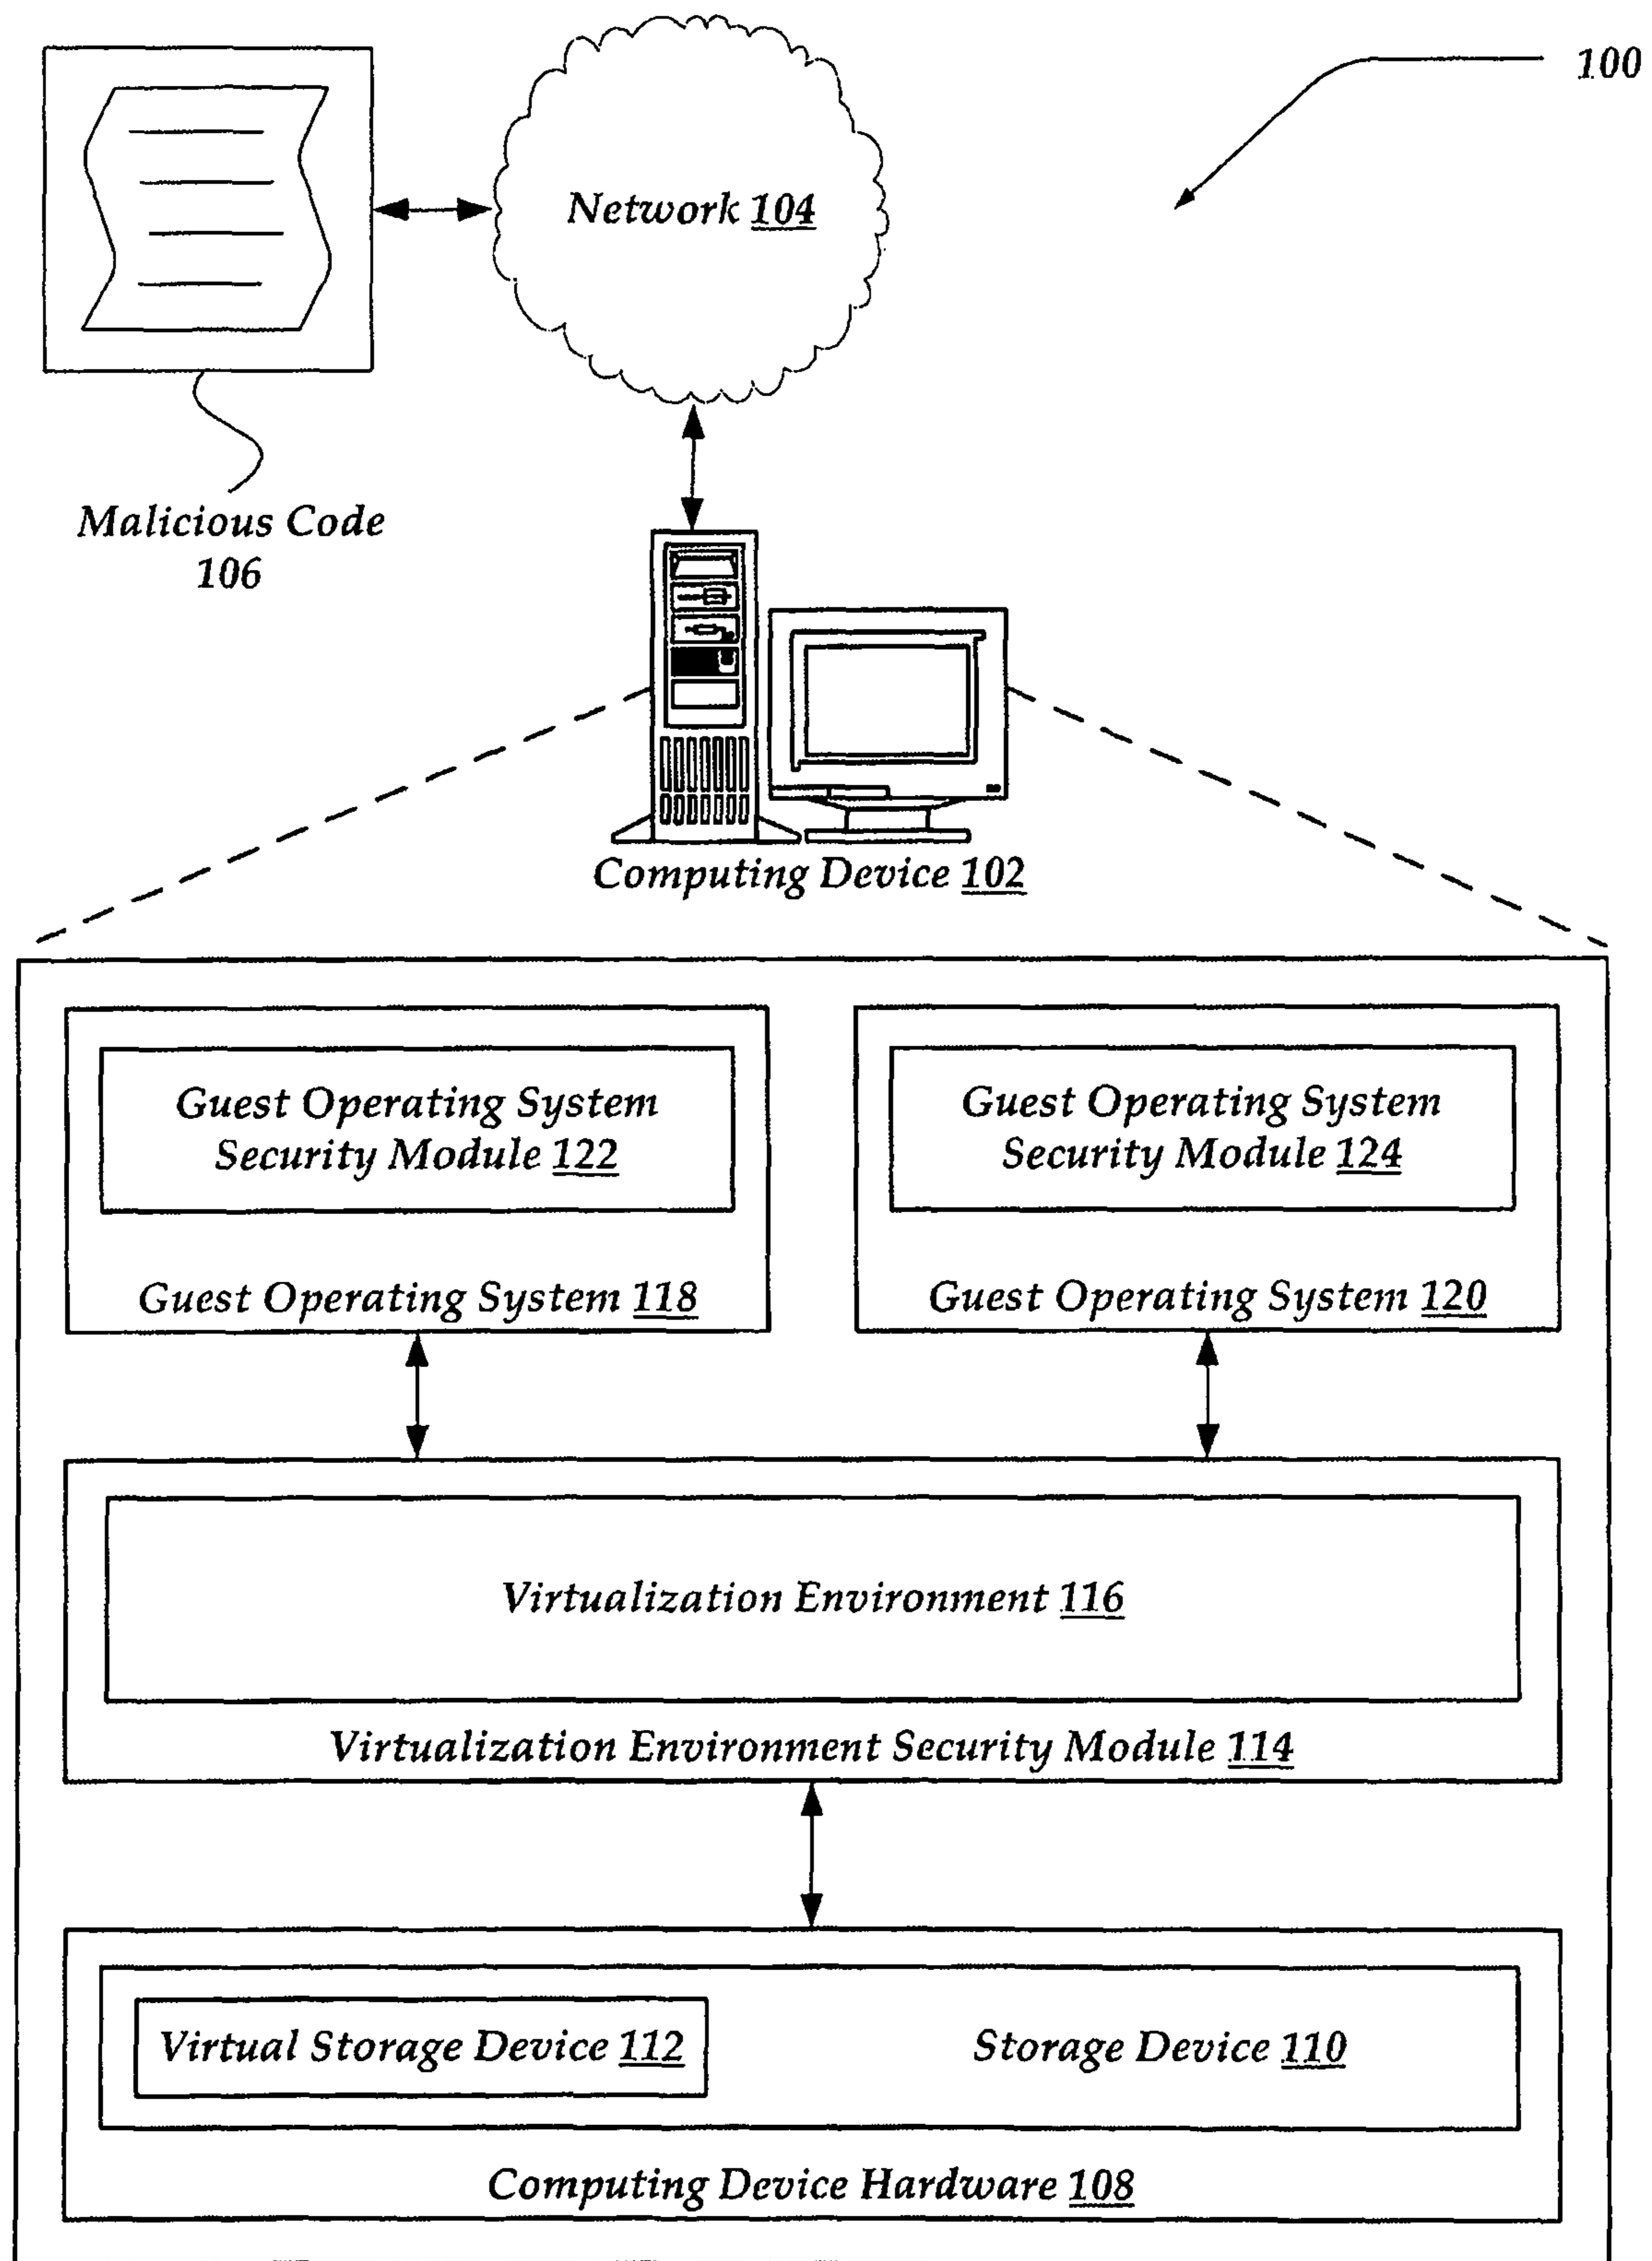 100
Network 104
Malicious Code
106
Computing Device 102
Guest Operating System
Security Module 122
Guest Operating System 118
Guest Operating System
Security Module 124
Guest Operating System 120
Virtualization Environment 116
Virtualization Environment Security Module 114
Virtual Storage Device 112
Storage Device 110
Computing Device Hardware 108